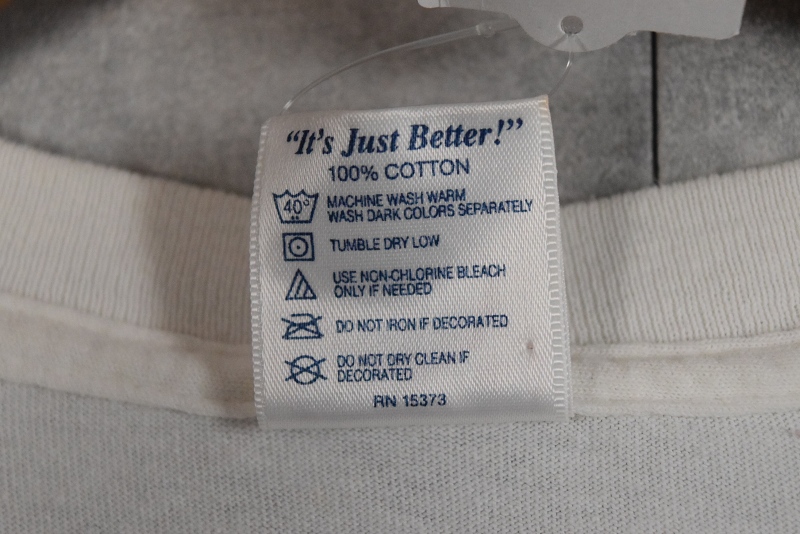 “It’s Just Better!”
100% COTTON
40°
MACHINE WASH WARM
WASH DARK COLORS SEPARATELY
TUMBLE DRY LOW
USE NON-CHLORINE BLEACH
ONLY IF NEEDED
DO NOT IRON IF DECORATED
DO NOT DRY CLEAN IF
DECORATED
RN 15373